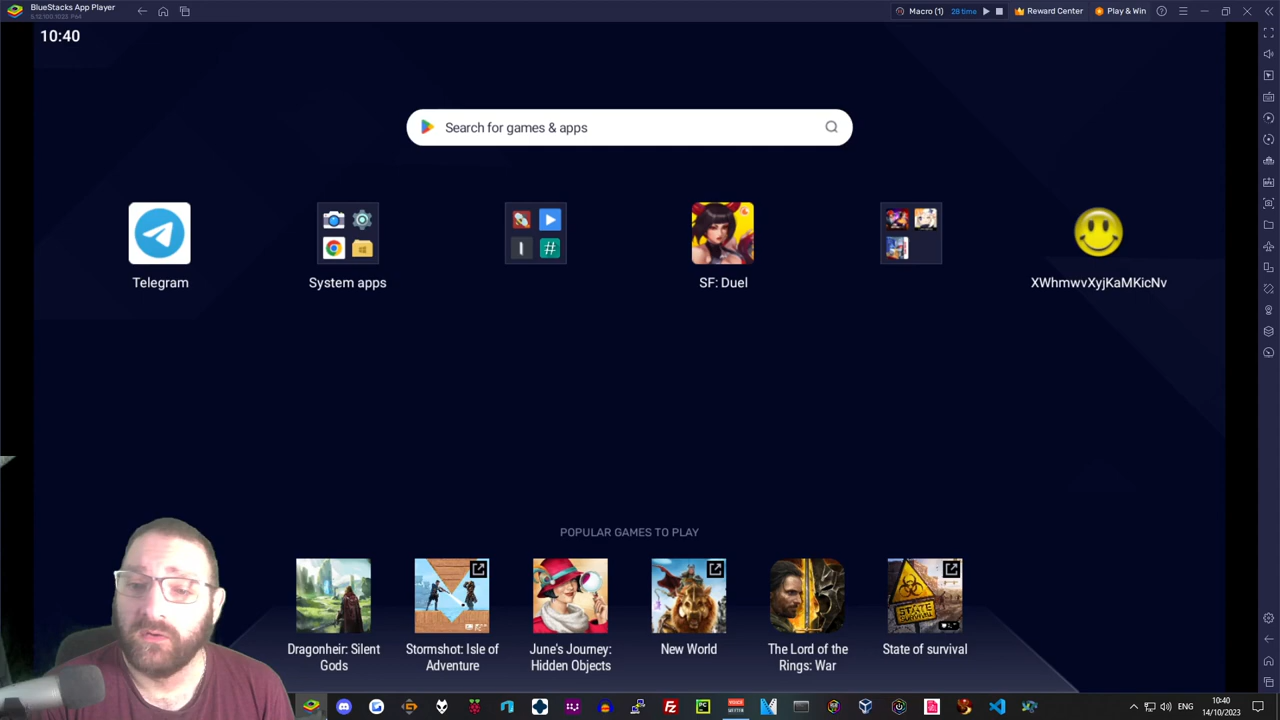 BlueStacks App Player
Macro (1) 28 time
Reward Center
Play & Win
10:40
Search for games & apps
Telegram
System apps
SF: Duel
XWhmwvXyjKaMKicNv
POPULAR GAMES TO PLAY
Dragonheir: Silent
Gods
Stormshot: Isle of
Adventure
June's Journey:
Hidden Objects
New World
The Lord of the
Rings: War
State of survival
ENG
10:40
14/10/2023